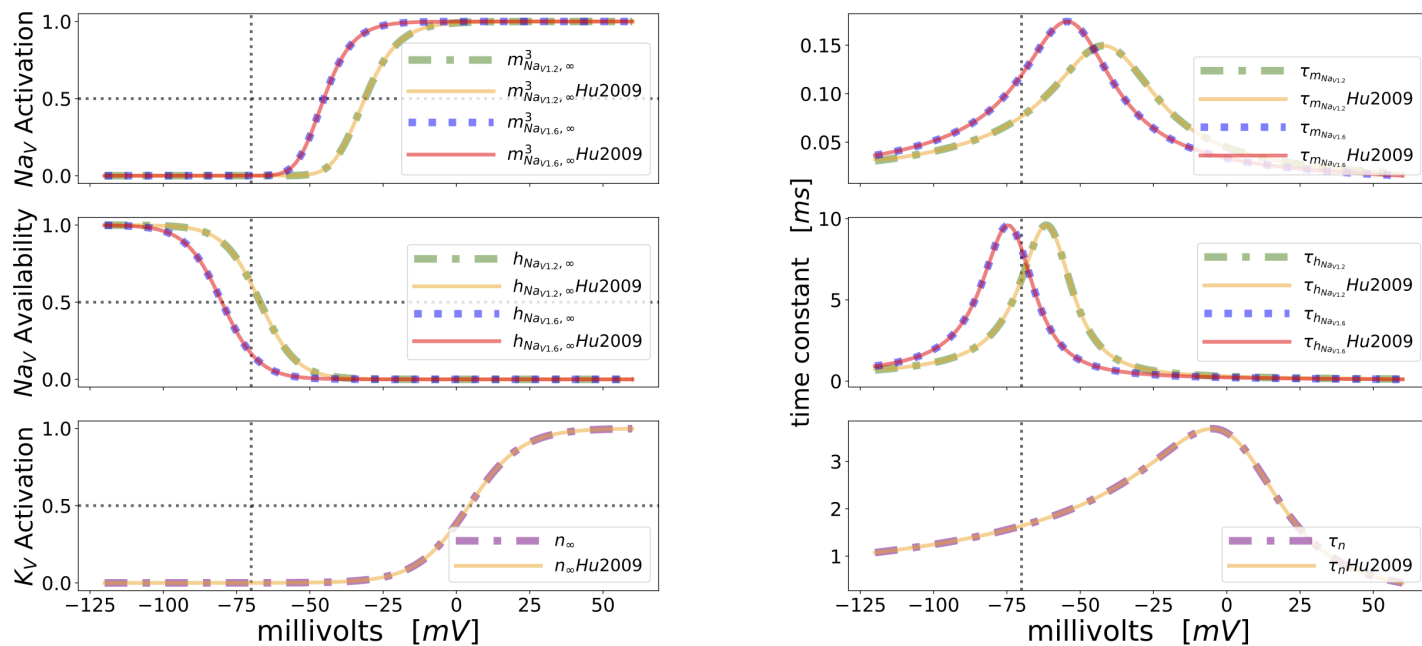 Na_V Activation
1.0
0.5
0.0
m^3_{Na_{V1.2},∞}
m^3_{Na_{V1.2},∞}Hu2009
m^3_{Na_{V1.6},∞}
m^3_{Na_{V1.6},∞}Hu2009
Na_V Availability
1.0
0.5
0.0
h_{Na_{V1.2},∞}
h_{Na_{V1.2},∞}Hu2009
h_{Na_{V1.6},∞}
h_{Na_{V1.6},∞}Hu2009
K_V Activation
1.0
0.5
0.0
n_∞
n_∞Hu2009
−125 −100 −75 −50 −25 0 25 50
millivolts [mV]
time constant [ms]
0.15
0.10
0.05
τ_{m_{Na_{V1.2}}}
τ_{m_{Na_{V1.2}}}Hu2009
τ_{m_{Na_{V1.6}}}
τ_{m_{Na_{V1.6}}}Hu2009
10
5
0
τ_{h_{Na_{V1.2}}}
τ_{h_{Na_{V1.2}}}Hu2009
τ_{h_{Na_{V1.6}}}
τ_{h_{Na_{V1.6}}}Hu2009
3
2
1
τ_n
τ_nHu2009
−125 −100 −75 −50 −25 0 25 50
millivolts [mV]